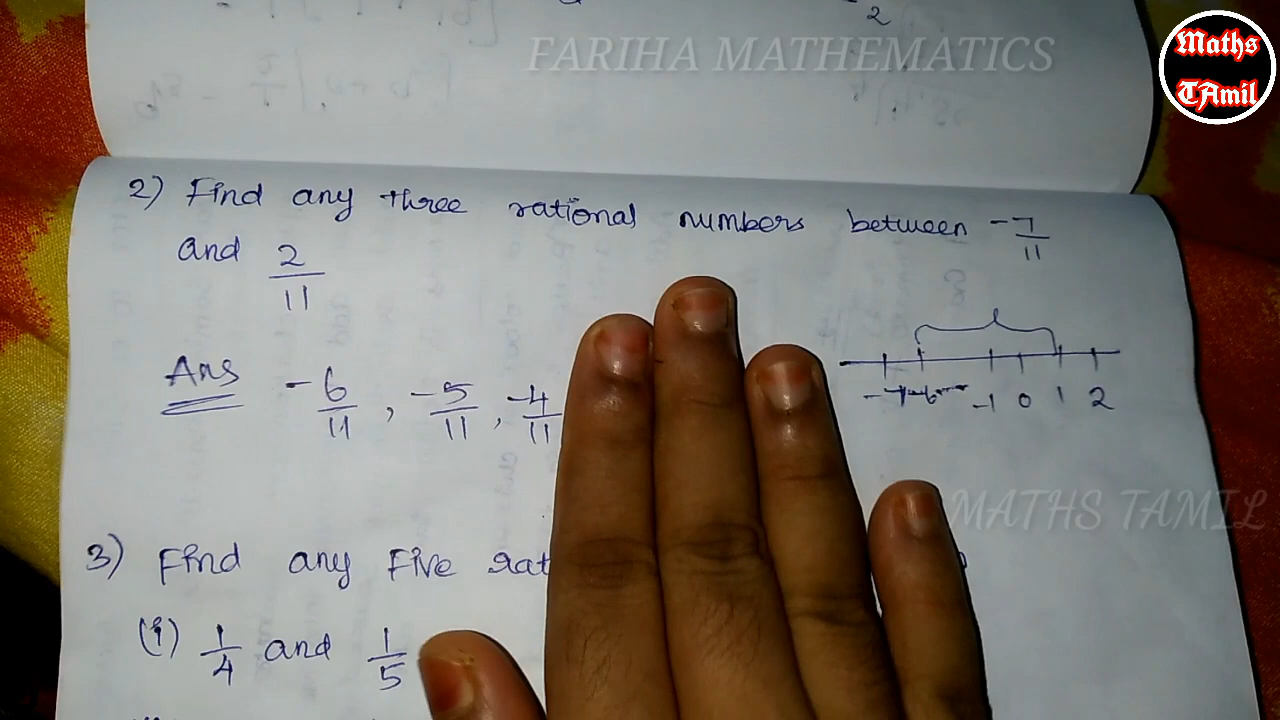 2
FARIHA MATHEMATICS
Maths
TAmil
2) Find any three rational numbers between -7/11
and 2/11
Ans -6/11, -5/11, -4/11
-7 -6 -1 0 1 2
MATHS TAMIL
3) Find any Five
(i) 1/4 and 1/5